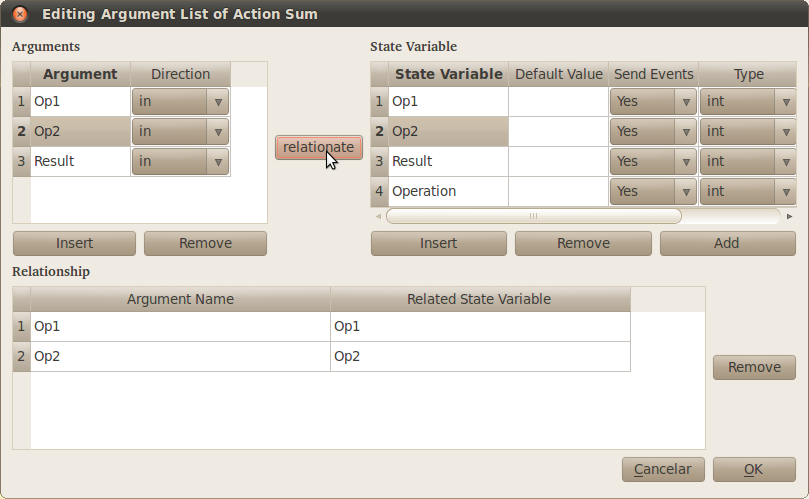 Editing Argument List of Action Sum
Arguments
Argument Direction
1 Op1 in
2 Op2 in
3 Result in
Insert Remove
relationate
State Variable
State Variable Default Value Send Events Type
1 Op1 Yes int
2 Op2 Yes int
3 Result Yes int
4 Operation Yes int
Insert Remove Add
Relationship
Argument Name Related State Variable
1 Op1 Op1
2 Op2 Op2
Remove
Cancelar OK